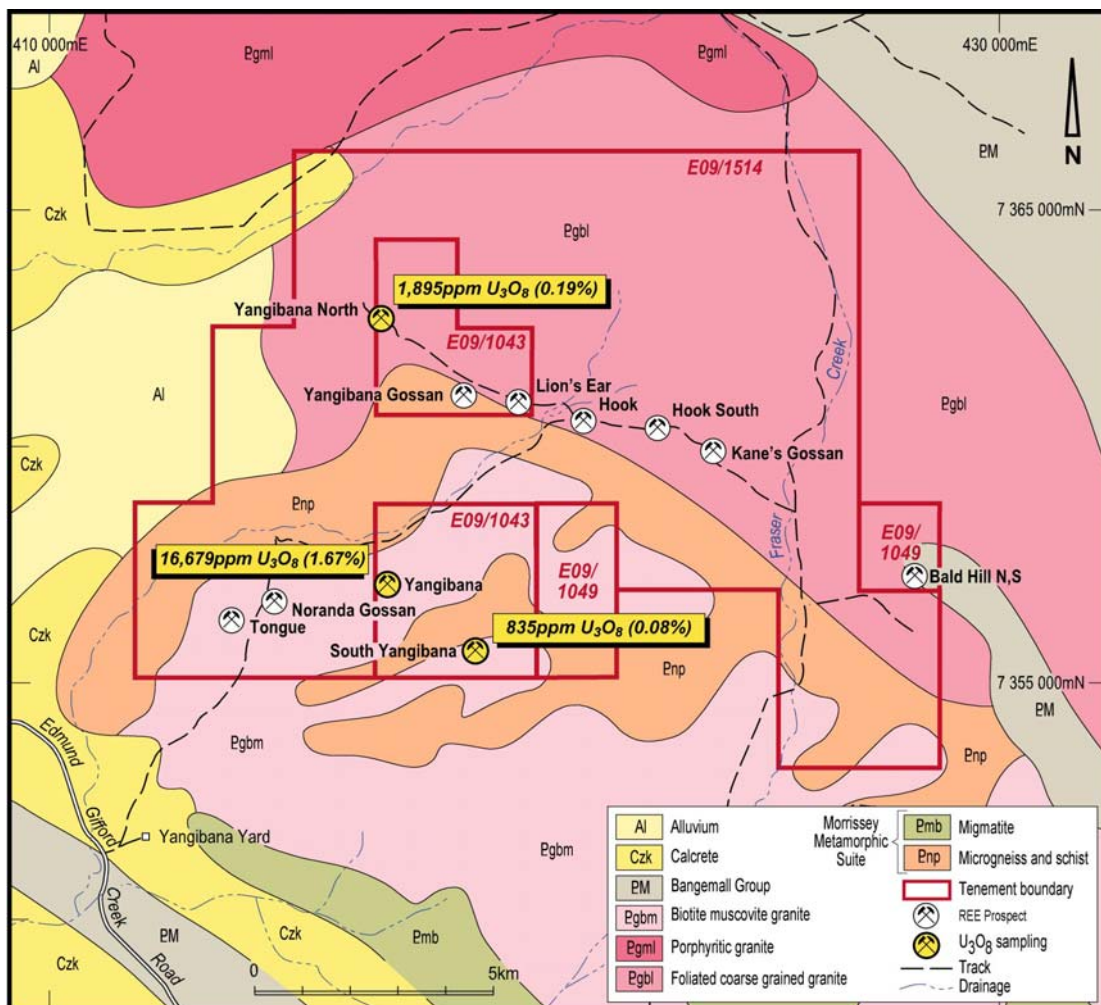 410 000mE
430 000mE
Al
Pgml
Pgml
PM
N
E09/1514
Czk
7 365 000mN
Pgbl
1,895ppm U₃O₈ (0.19%)
Yangibana North
Creek
E09/1043
Al
Lion's Ear
Yangibana Gossan
Hook
Hook South
Pgbl
Kane's Gossan
Czk
Pnp
E09/1043
Fraser
E09/
1049
16,679ppm U₃O₈ (1.67%)
E09/
1049
Yangibana
Bald Hill N,S
Noranda Gossan
Tongue
835ppm U₃O₈ (0.08%)
Czk
South Yangibana
Pnp
7 355 000mN
PM
Edmund
Pgbm
Pnp
Gifford
Yangibana Yard
Pgbm
Creek
Road
PM
Czk
Pmb
Czk
0
5km
Al Alluvium
Czk Calcrete
PM Bangemall Group
Pgbm Biotite muscovite granite
Pgml Porphyritic granite
Pgbl Foliated coarse grained granite
Morrissey
Metamorphic
Suite
Pmb Migmatite
Pnp Microgneiss and schist
Tenement boundary
REE Prospect
U₃O₈ sampling
Track
Drainage